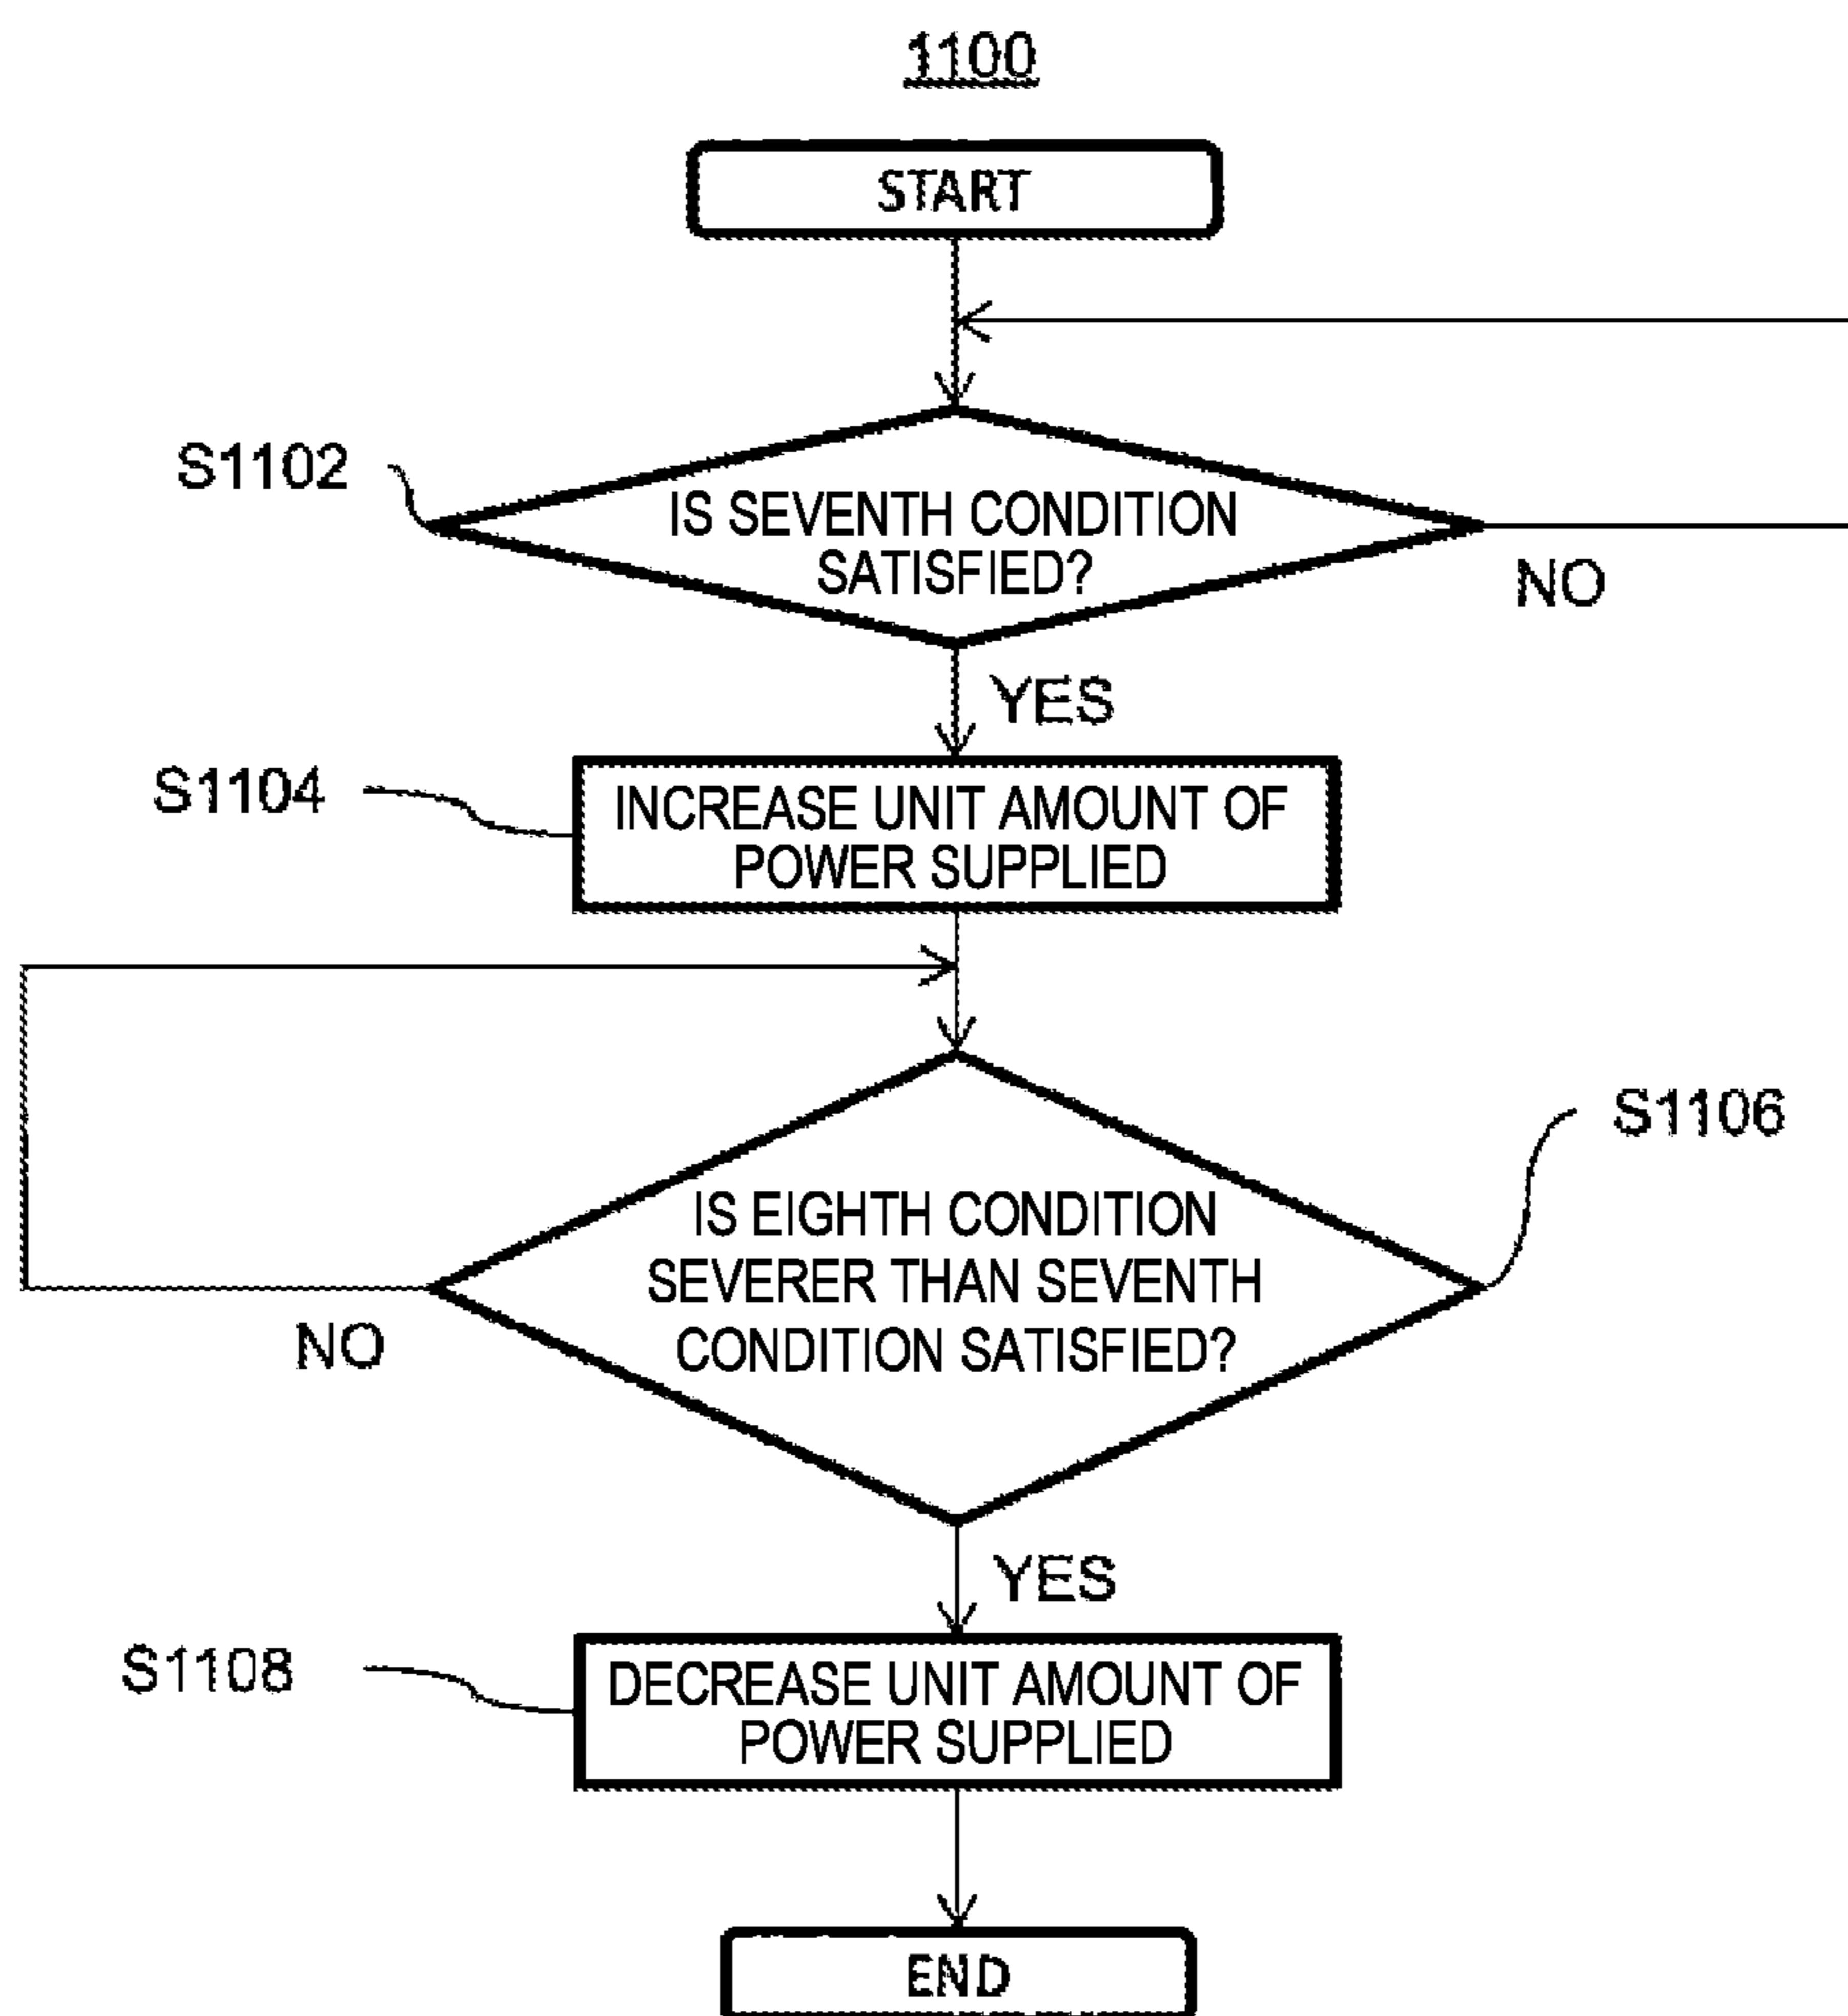 1100
START
S1102
IS SEVENTH CONDITION
SATISFIED?
NO
YES
S1104
INCREASE UNIT AMOUNT OF
POWER SUPPLIED
S1106
IS EIGHTH CONDITION
SEVERER THAN SEVENTH
CONDITION SATISFIED?
NO
YES
S1108
DECREASE UNIT AMOUNT OF
POWER SUPPLIED
END